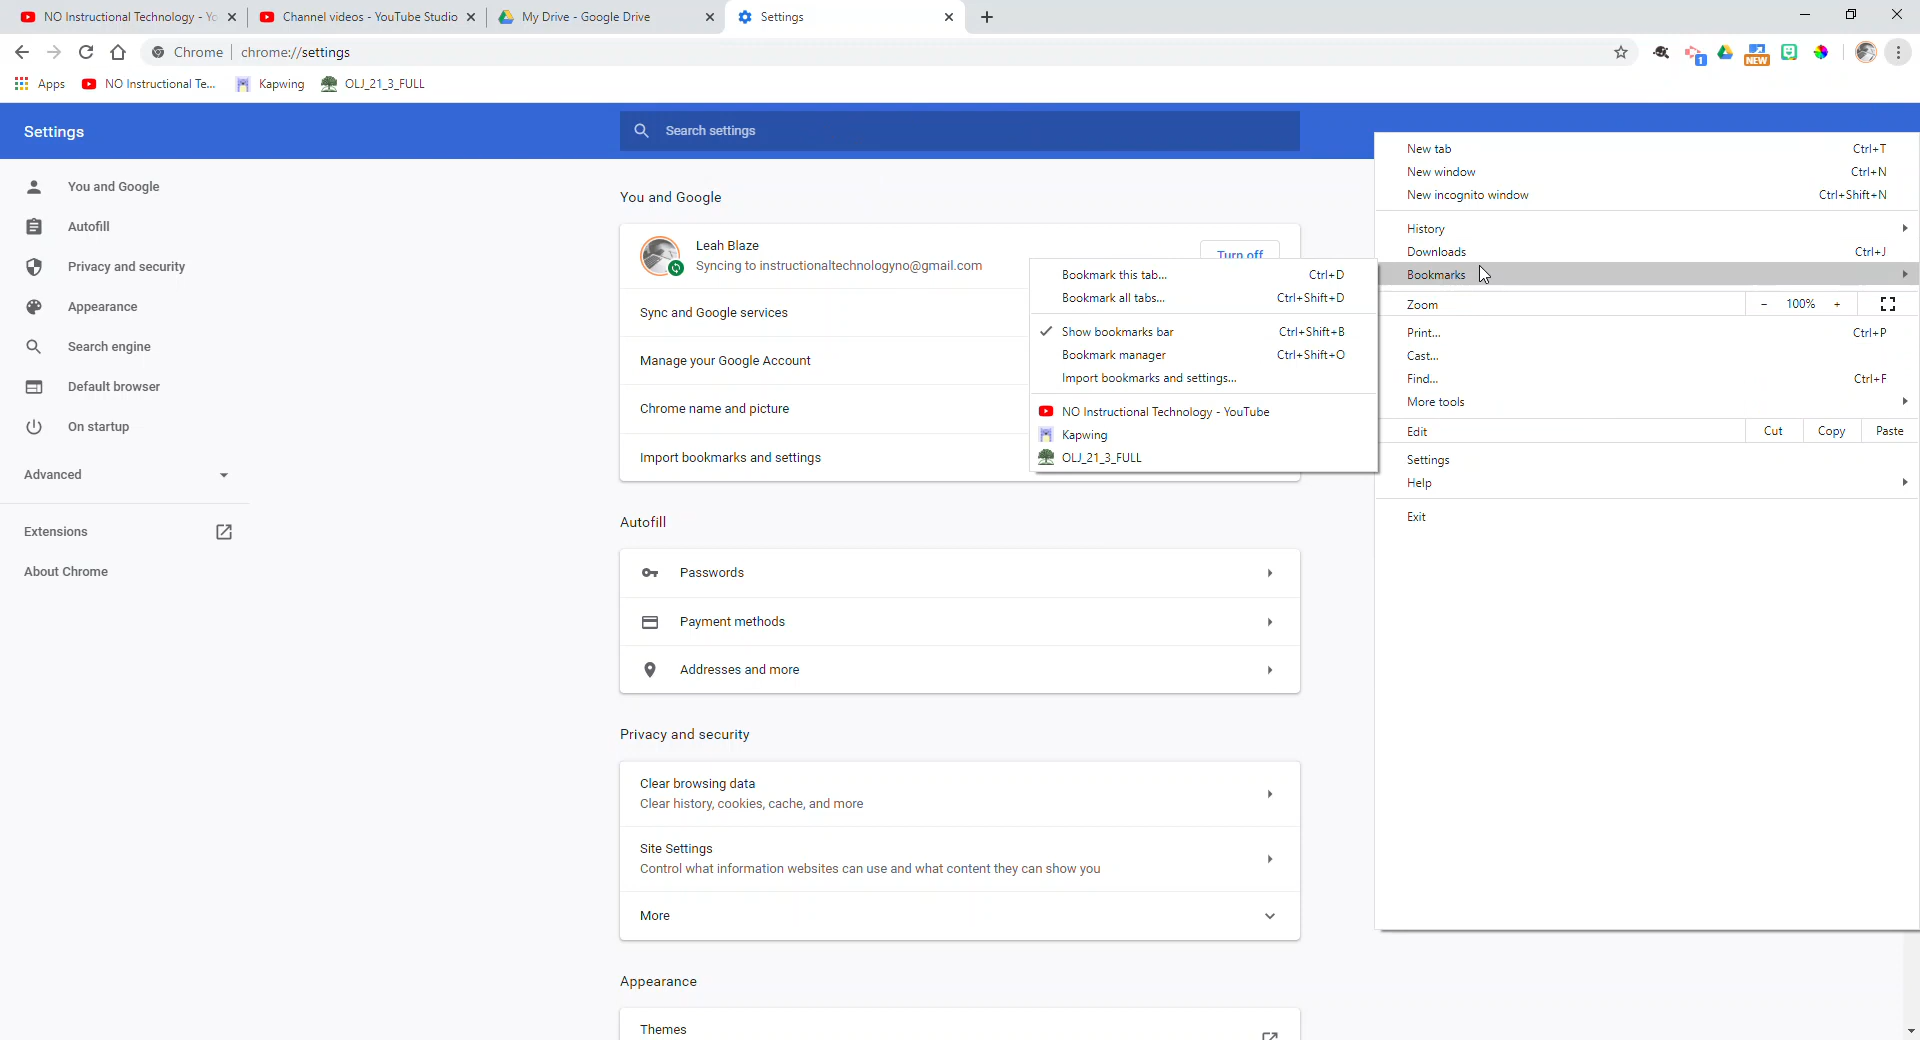 NO Instructional Technology - Yo
Channel videos - YouTube Studio
My Drive - Google Drive
Settings
Chrome
chrome://settings
1
NEW
Apps
NO Instructional Te...
Kapwing
OLJ_21_3_FULL
Settings
Search settings
You and Google
Autofill
Privacy and security
Appearance
Search engine
Default browser
On startup
Advanced
Extensions
About Chrome
You and Google
Leah Blaze
Syncing to instructionaltechnologyno@gmail.com
Turn off
Sync and Google services
Manage your Google Account
Chrome name and picture
Import bookmarks and settings
Autofill
Passwords
Payment methods
Addresses and more
Privacy and security
Clear browsing data
Clear history, cookies, cache, and more
Site Settings
Control what information websites can use and what content they can show you
More
Appearance
Themes
Bookmark this tab... Ctrl+D
Bookmark all tabs... Ctrl+Shift+D
Show bookmarks bar Ctrl+Shift+B
Bookmark manager Ctrl+Shift+O
Import bookmarks and settings...
NO Instructional Technology - YouTube
Kapwing
OLJ_21_3_FULL
New tab Ctrl+T
New window Ctrl+N
New incognito window Ctrl+Shift+N
History
Downloads Ctrl+J
Bookmarks
Zoom - 100% +
Print... Ctrl+P
Cast...
Find... Ctrl+F
More tools
Edit Cut Copy Paste
Settings
Help
Exit